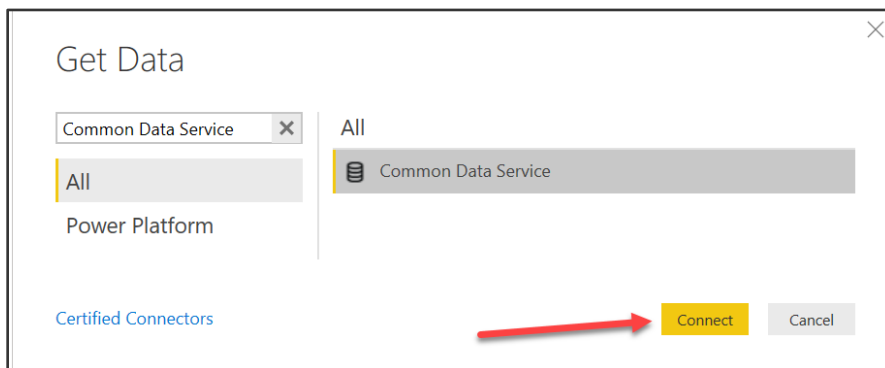 Get Data
Common Data Service
All
Power Platform
All
Common Data Service
Certified Connectors
Connect
Cancel